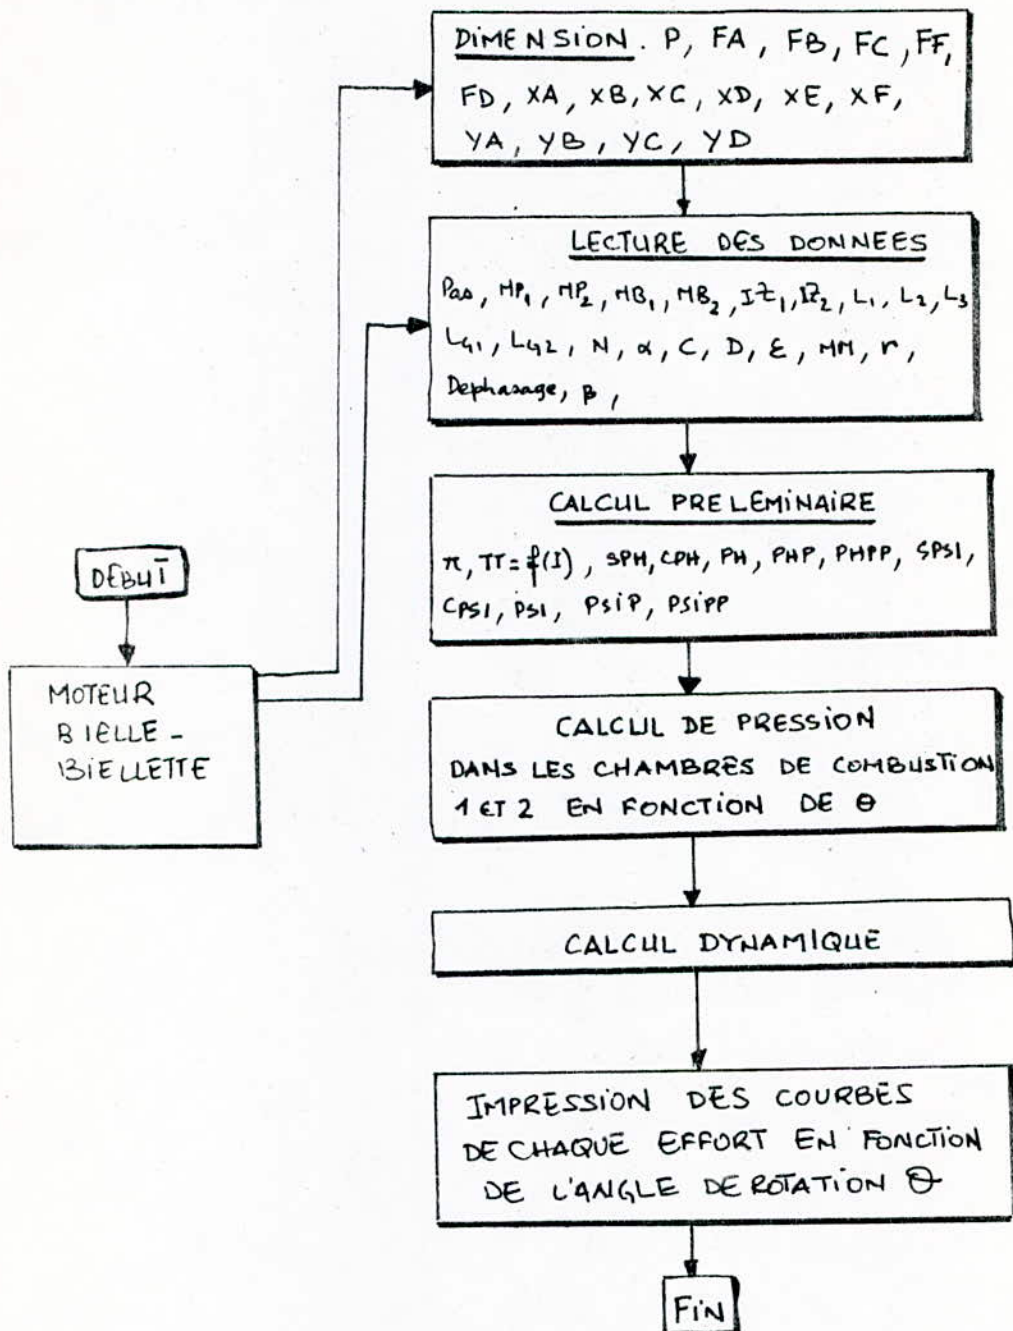 DIMENSION. P, FA, FB, FC, FF,
FD, XA, XB, XC, XD, XE, XF,
YA, YB, YC, YD
LECTURE DES DONNEES
Pas, MP₁, MP₂, MB₁, MB₂, IZ₁, IZ₂, L₁, L₂, L₃
LG₁, LG₂, N, α, C, D, ε, MM, r,
Dephasage, β,
CALCUL PRELEMINAIRE
π, TT = f(I), SPH, CPH, PH, PHP, PHPP, SPSI,
CPSI, PSI, PSIP, PSIPP
DEBUT
MOTEUR
BIELLE-
BIELLETTE
CALCUL DE PRESSION
DANS LES CHAMBRES DE COMBUSTION
1 ET 2 EN FONCTION DE θ
CALCUL DYNAMIQUE
IMPRESSION DES COURBES
DE CHAQUE EFFORT EN FONCTION
DE L'ANGLE DE ROTATION θ
FIN